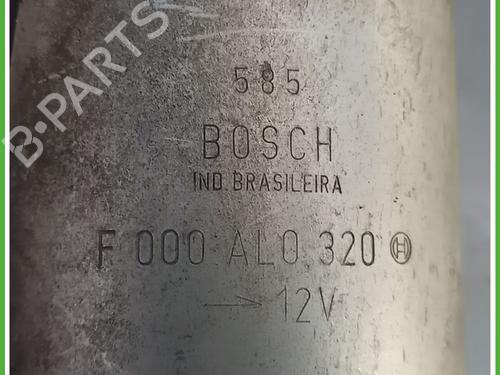 B-PARTS
585
BOSCH
IND. BRASILEIRA
F 000 AL0 320
→ 12V